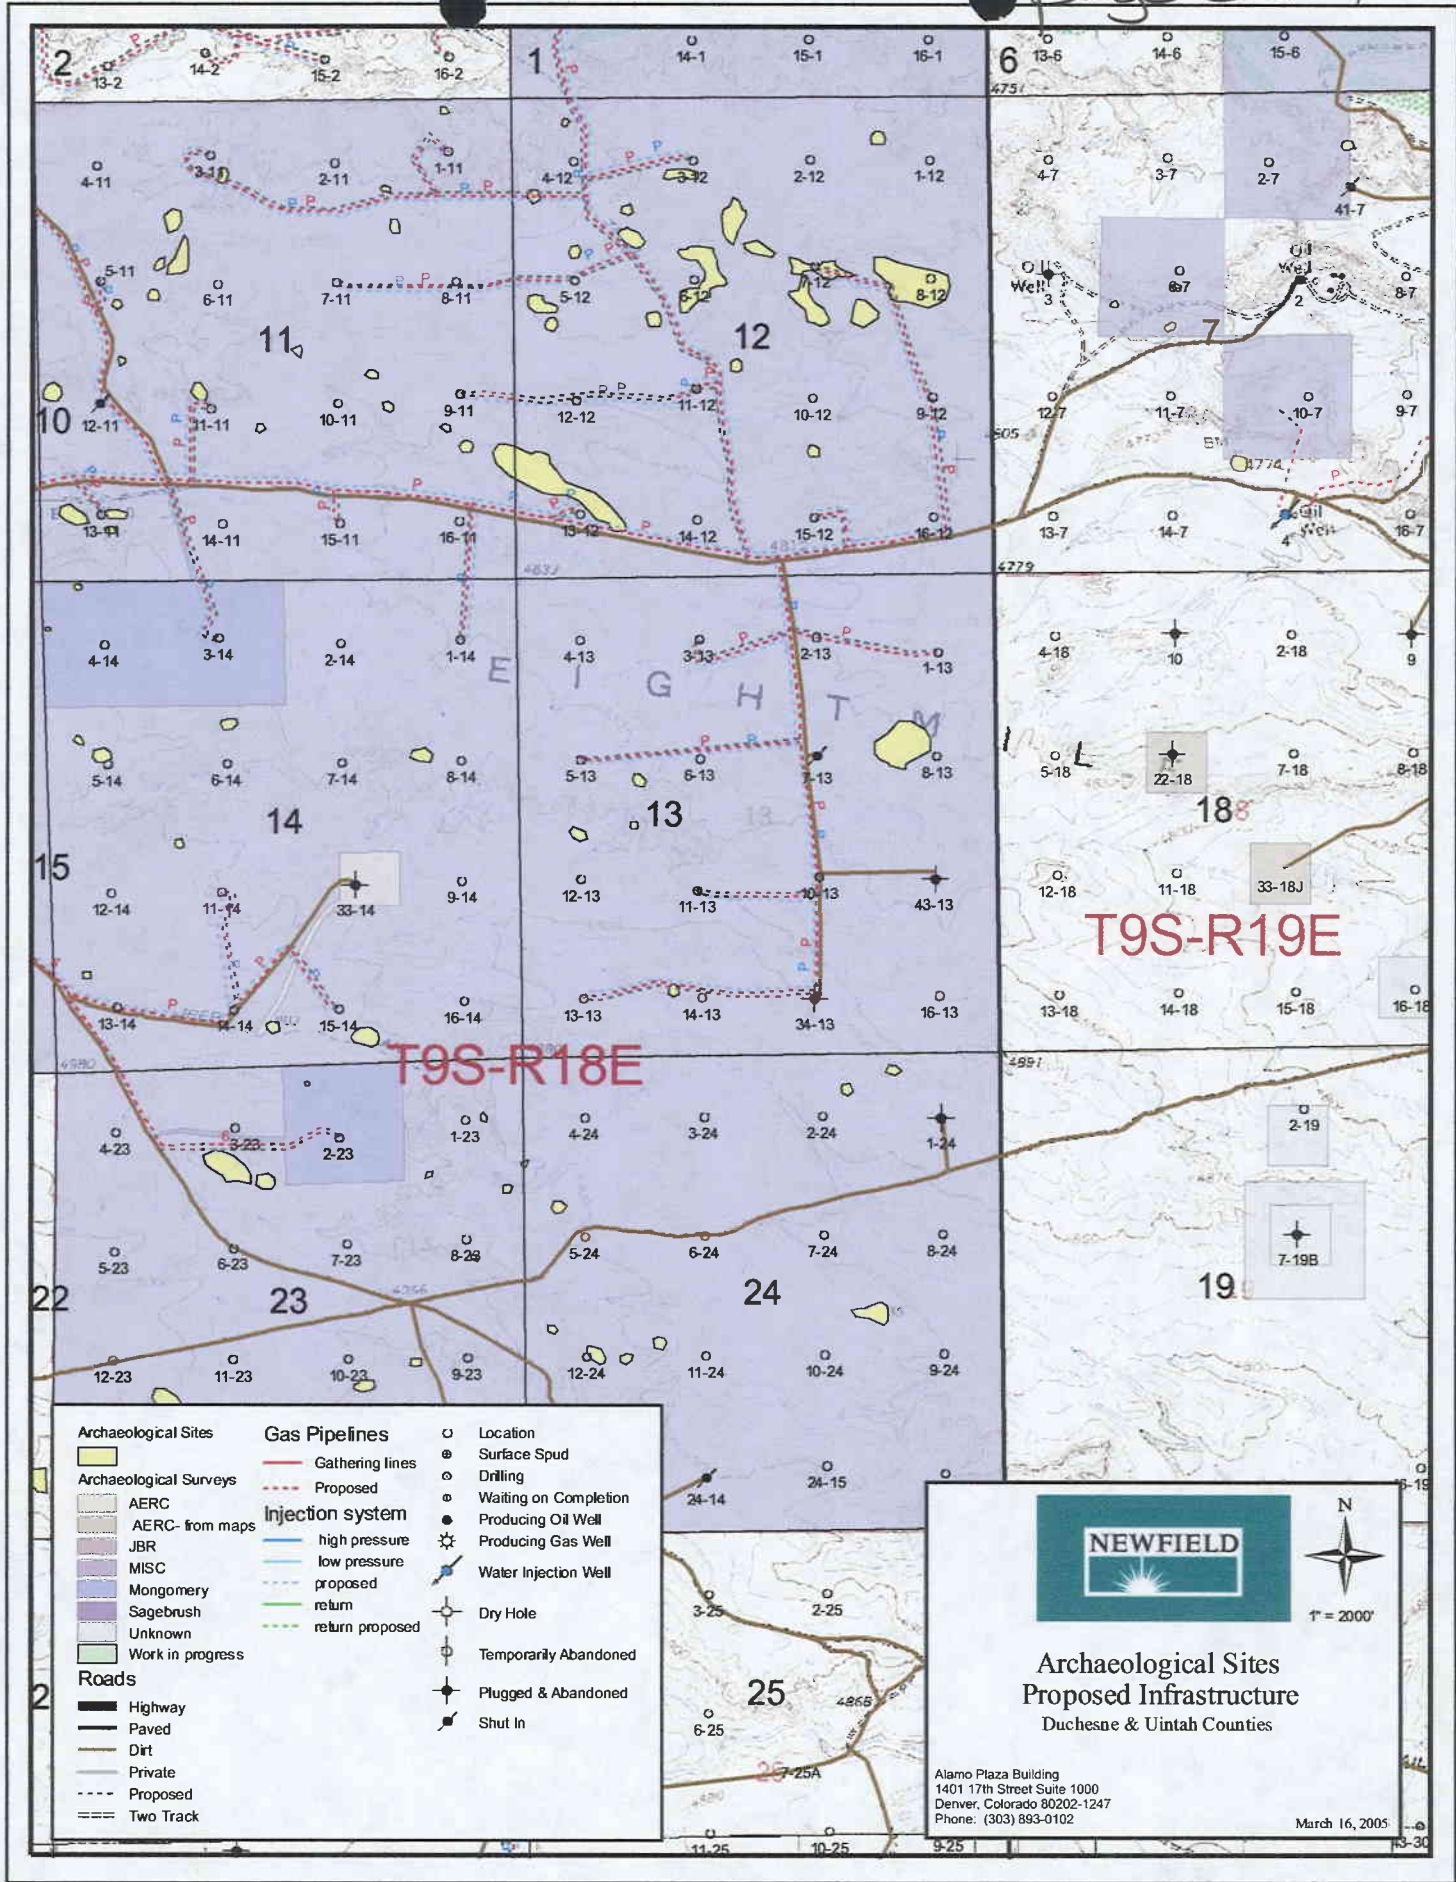 2
13-2
14-2
15-2
16-2
1
14-1
15-1
16-1
6
13-6
14-6
15-6
4751
4-11
3-11
2-11
1-11
4-12
3-12
2-12
1-12
4-7
3-7
2-7
41-7
5-11
6-11
7-11
8-11
5-12
6-12
7-12
8-12
Oil Well
3
6-7
Oil Well
2
8-7
11
12
7
10
12-11
11-11
10-11
9-11
12-12
11-12
10-12
9-12
12-7
11-7
10-7
9-7
4774
13-11
14-11
15-11
16-11
13-12
14-12
15-12
16-12
13-7
14-7
4
Oil Well
16-7
4779
4-14
3-14
2-14
1-14
4-13
3-13
2-13
1-13
4-18
10
2-18
9
E I G H T M I L
5-14
6-14
7-14
8-14
5-13
6-13
7-13
8-13
5-18
22-18
7-18
8-18
14
13
18
15
12-14
11-14
33-14
9-14
12-13
11-13
10-13
43-13
12-18
11-18
33-18J
T9S-R19E
13-14
14-14
15-14
16-14
13-13
14-13
34-13
16-13
13-18
14-18
15-18
16-18
T9S-R18E
4980
4891
4-23
3-23
2-23
1-23
4-24
3-24
2-24
1-24
2-19
5-23
6-23
7-23
8-23
5-24
6-24
7-24
8-24
7-19B
22
23
24
19
12-23
11-23
10-23
9-23
12-24
11-24
10-24
9-24
24-14
24-15
3-25
2-25
25
4865
6-25
7-25A
11-25
10-25
9-25
43-30
Archaeological Sites
Archaeological Surveys
AERC
AERC- from maps
JBR
MISC
Mongomery
Sagebrush
Unknown
Work in progress
Roads
Highway
Paved
Dirt
Private
Proposed
Two Track
Gas Pipelines
Gathering lines
Proposed
Injection system
high pressure
low pressure
proposed
return
return proposed
Location
Surface Spud
Drilling
Waiting on Completion
Producing Oil Well
Producing Gas Well
Water Injection Well
Dry Hole
Temporarily Abandoned
Plugged & Abandoned
Shut In
NEWFIELD
N
1" = 2000'
Archaeological Sites
Proposed Infrastructure
Duchesne & Uintah Counties
Alamo Plaza Building
1401 17th Street Suite 1000
Denver, Colorado 80202-1247
Phone: (303) 893-0102
March 16, 2005